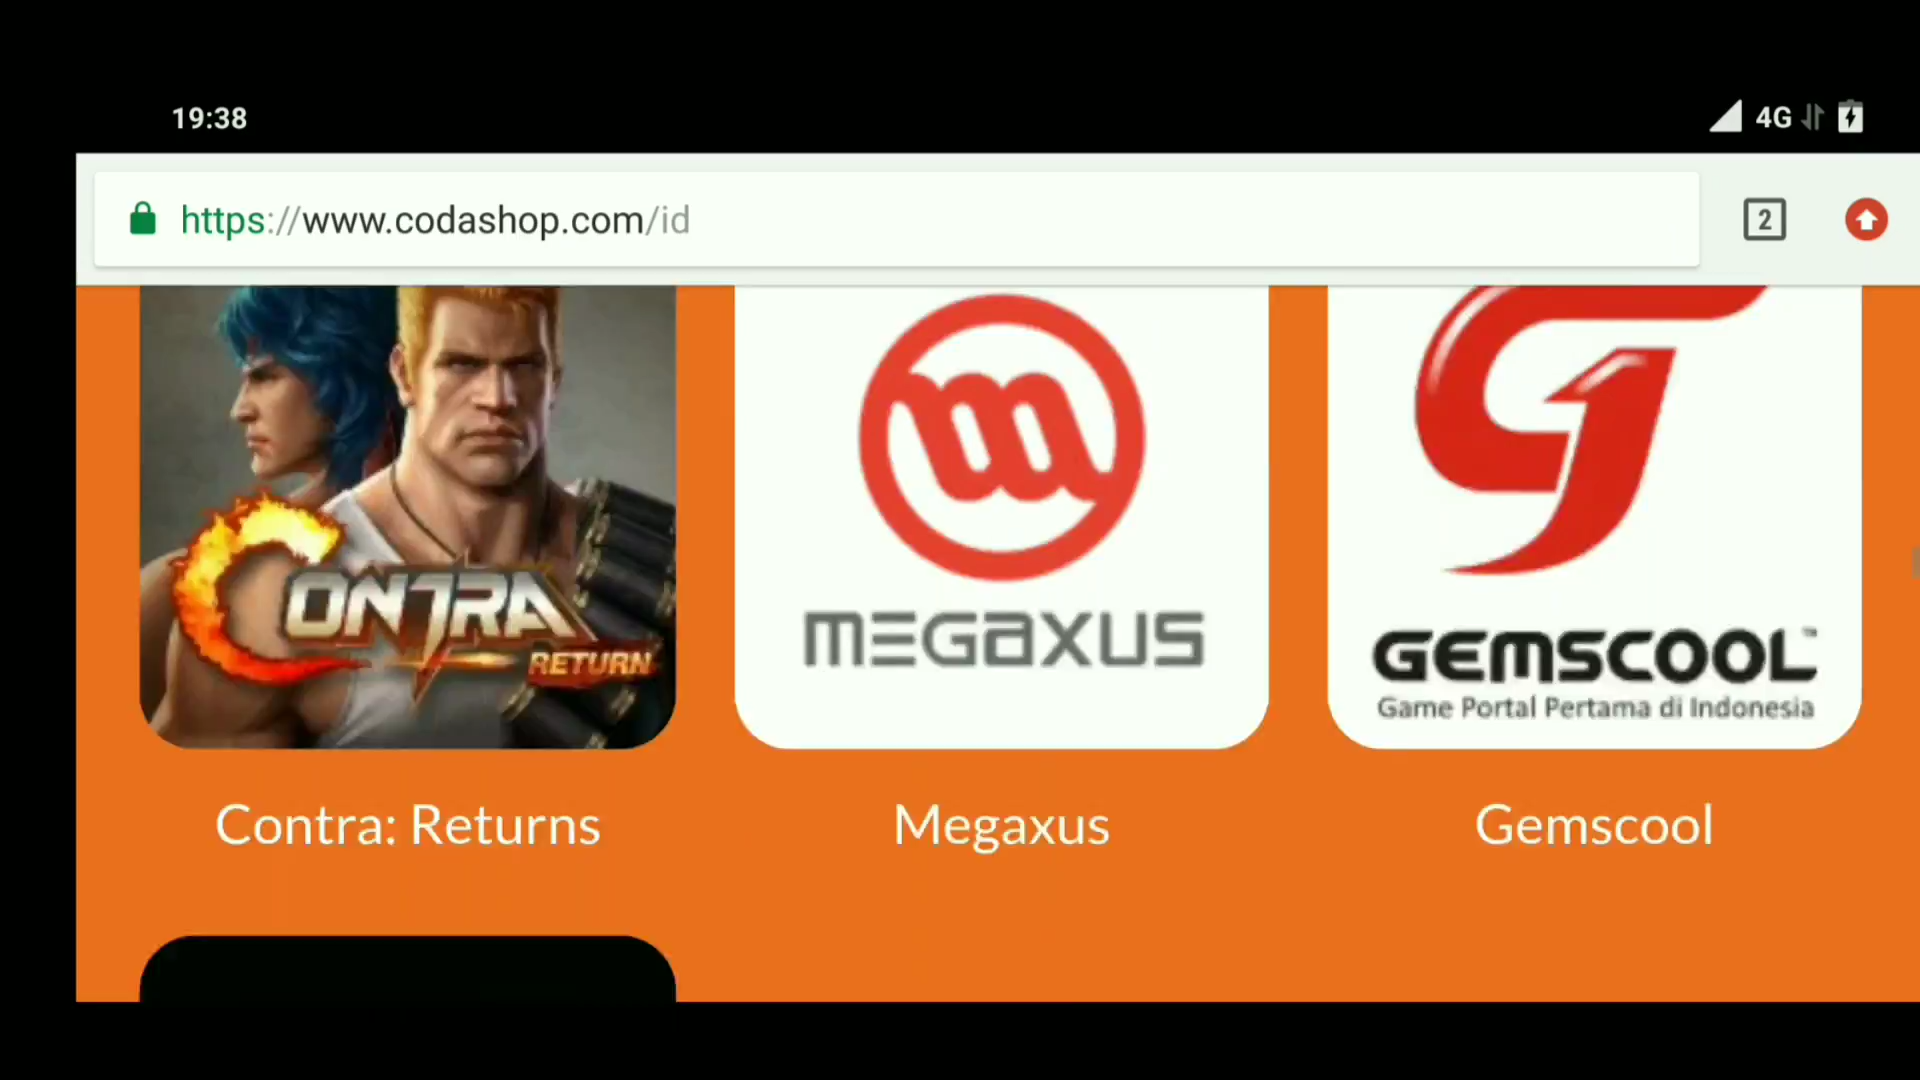 19:38
4G
https://www.codashop.com/id
2
CONTRA
RETURN
MEGAXUS
GEMSCOOL™
Game Portal Pertama di Indonesia
Contra: Returns
Megaxus
Gemscool